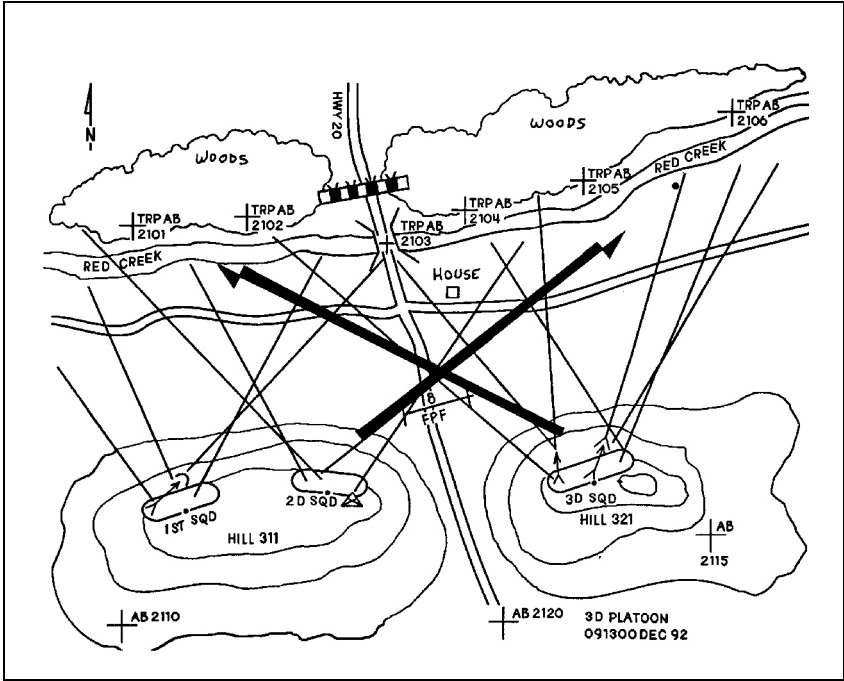 N
HWY 20
WOODS
WOODS
TRP AB
2106
RED CREEK
TRP AB
2105
TRP AB
2104
TRP AB
2101
TRP AB
2102
TRP AB
2103
RED CREEK
HOUSE
8
FPF
1ST SQD
2D SQD
3D SQD
HILL 311
HILL 321
AB
2115
AB 2110
AB 2120
3D PLATOON
091300 DEC 92